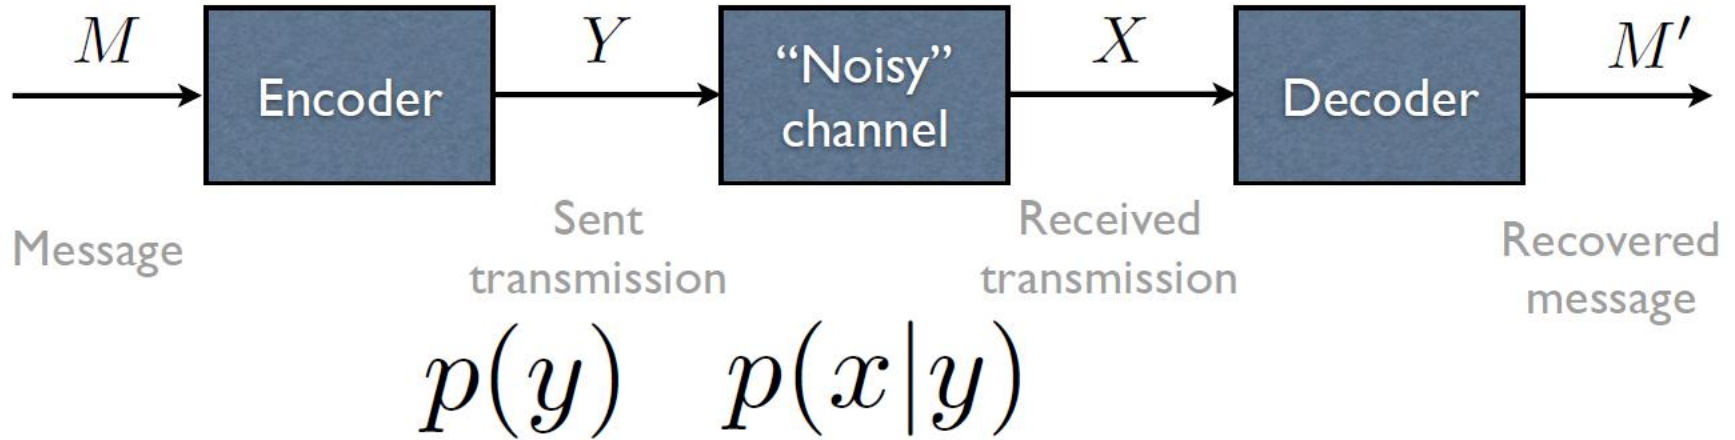 M
Y
X
M′
Encoder
“Noisy”
channel
Decoder
Message
Sent
transmission
Received
transmission
Recovered
message
p(y)
p(x|y)